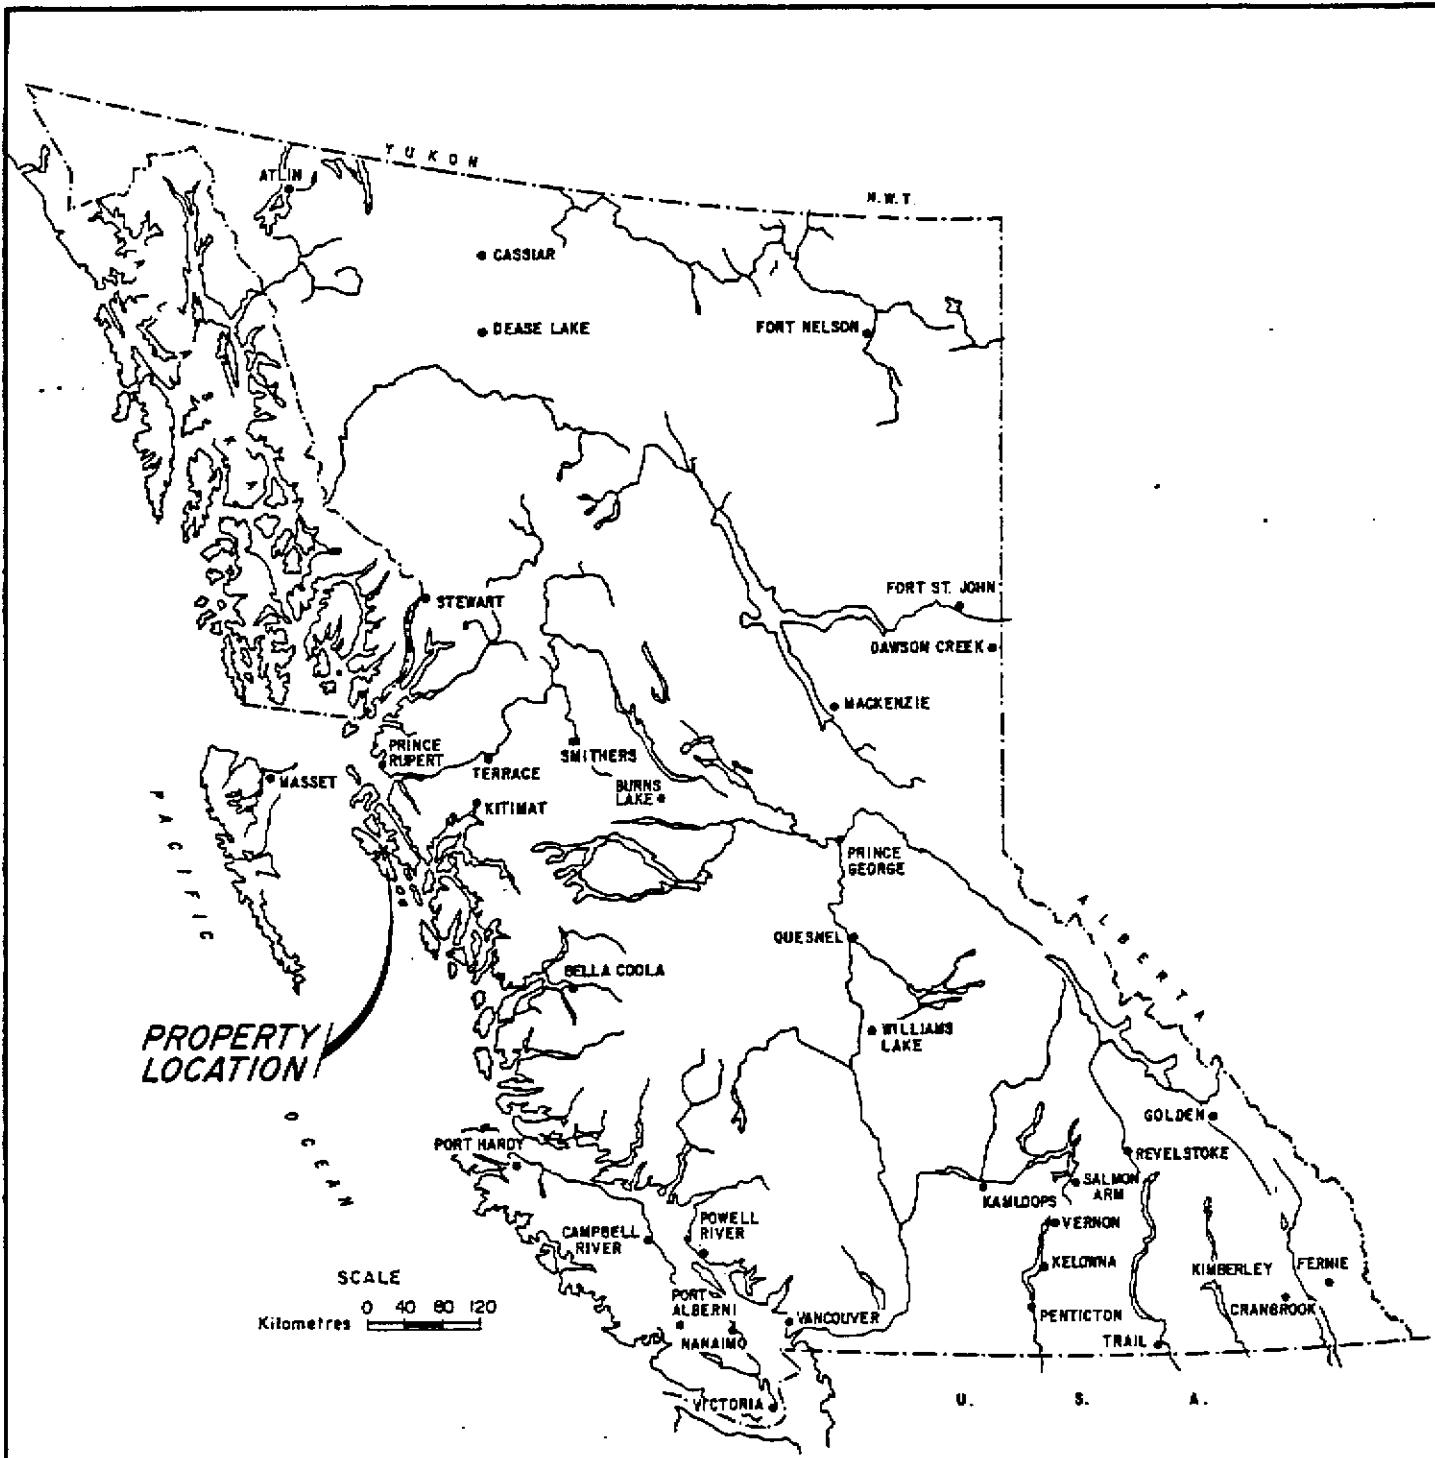 YUKON
N.W.T.
ATLIN
CASSIAR
DEASE LAKE
FORT NELSON
ALASKA
STEWART
FORT ST. JOHN
DAWSON CREEK
MACKENZIE
PRINCE
RUPERT
TERRACE
SMITHERS
MASSET
KITIMAT
BURNS
LAKE
PRINCE
GEORGE
PACIFIC
ALBERTA
QUESNEL
BELLA COOLA
WILLIAMS
LAKE
PROPERTY
LOCATION
OCEAN
GOLDEN
PORT HARDY
REVELSTOKE
KAMLOOPS
SALMON
ARM
VERNON
CAMPBELL
RIVER
POWELL
RIVER
KELOWNA
KIMBERLEY
FERNIE
SCALE
0 40 80 120
Kilometres
PORT
ALBERNI
NANAIMO
VANCOUVER
PENTICTON
CRANBROOK
TRAIL
VICTORIA
U. S. A.